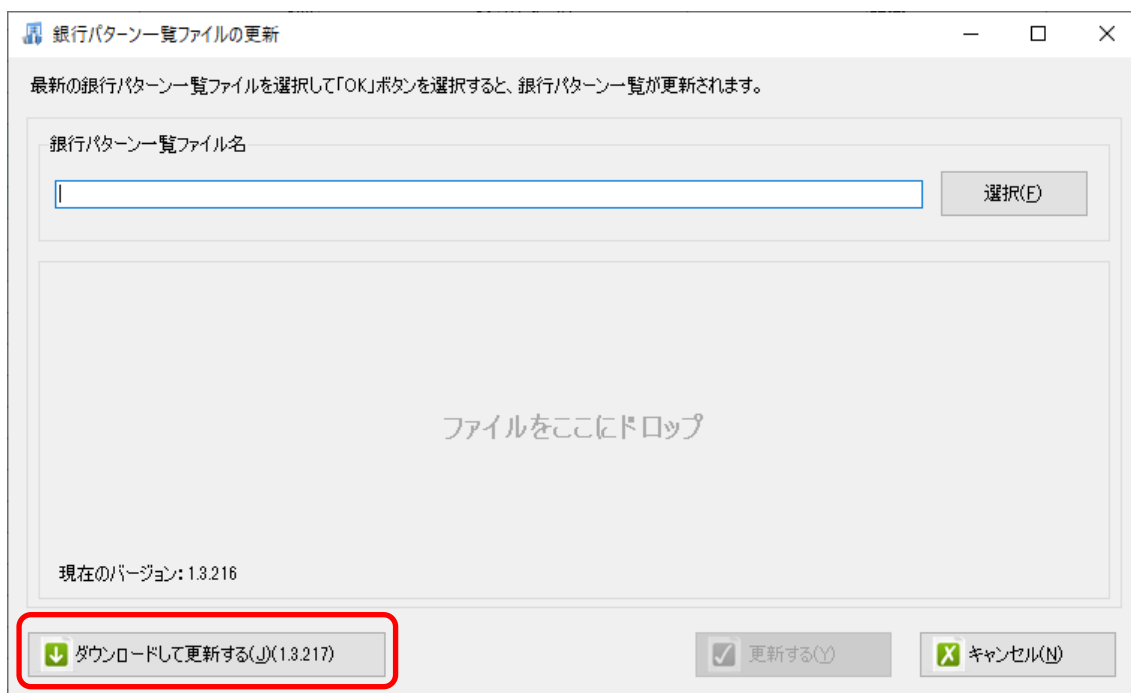 銀行パターン一覧ファイルの更新
最新の銀行パターン一覧ファイルを選択して「OK」ボタンを選択すると、銀行パターン一覧が更新されます。
銀行パターン一覧ファイル名
選択(F)
ファイルをここにドロップ
現在のバージョン: 1.3.216
ダウンロードして更新する(J)(1.3.217)
更新する(Y)
キャンセル(N)